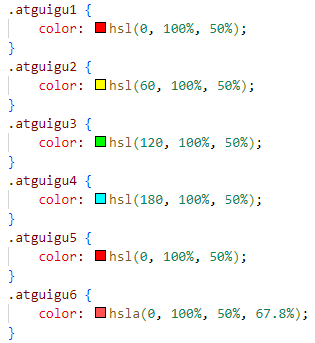 .atguigu1 {
    color: hsl(0, 100%, 50%);
}
.atguigu2 {
    color: hsl(60, 100%, 50%);
}
.atguigu3 {
    color: hsl(120, 100%, 50%);
}
.atguigu4 {
    color: hsl(180, 100%, 50%);
}
.atguigu5 {
    color: hsl(0, 100%, 50%);
}
.atguigu6 {
    color: hsla(0, 100%, 50%, 67.8%);
}